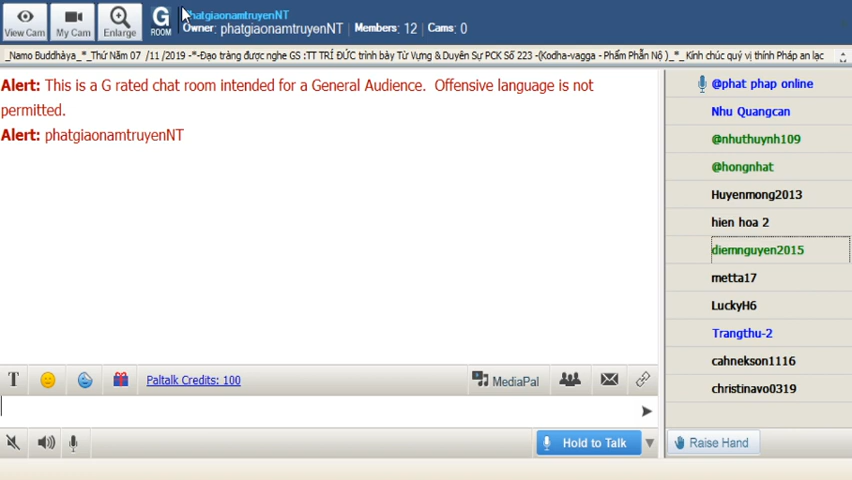 phatgiaonamtruyenNT
View Cam
My Cam
Enlarge
G
ROOM
Owner: phatgiaonamtruyenNT
Members: 12
Cams: 0
_Namo Buddhàya_*_Thứ Năm 07 /11 /2019 -*-Đạo tràng được nghe GS :TT TRÍ ĐỨC trình bày Từ Vựng & Duyên Sự PCK Số 223 -(Kodha-vagga - Phẩm Phẫn Nộ )_*_ Kính chúc quý vị thính Pháp an lạc
Alert: This is a G rated chat room intended for a General Audience. Offensive language is not
permitted.
Alert: phatgiaonamtruyenNT
@phat phap online
Nhu Quangcan
@nhuthuynh109
@hongnhat
Huyenmong2013
hien hoa 2
diemnguyen2015
metta17
LuckyH6
Trangthu-2
cahnekson1116
christinavo0319
T
Paltalk Credits: 100
MediaPal
Hold to Talk
Raise Hand